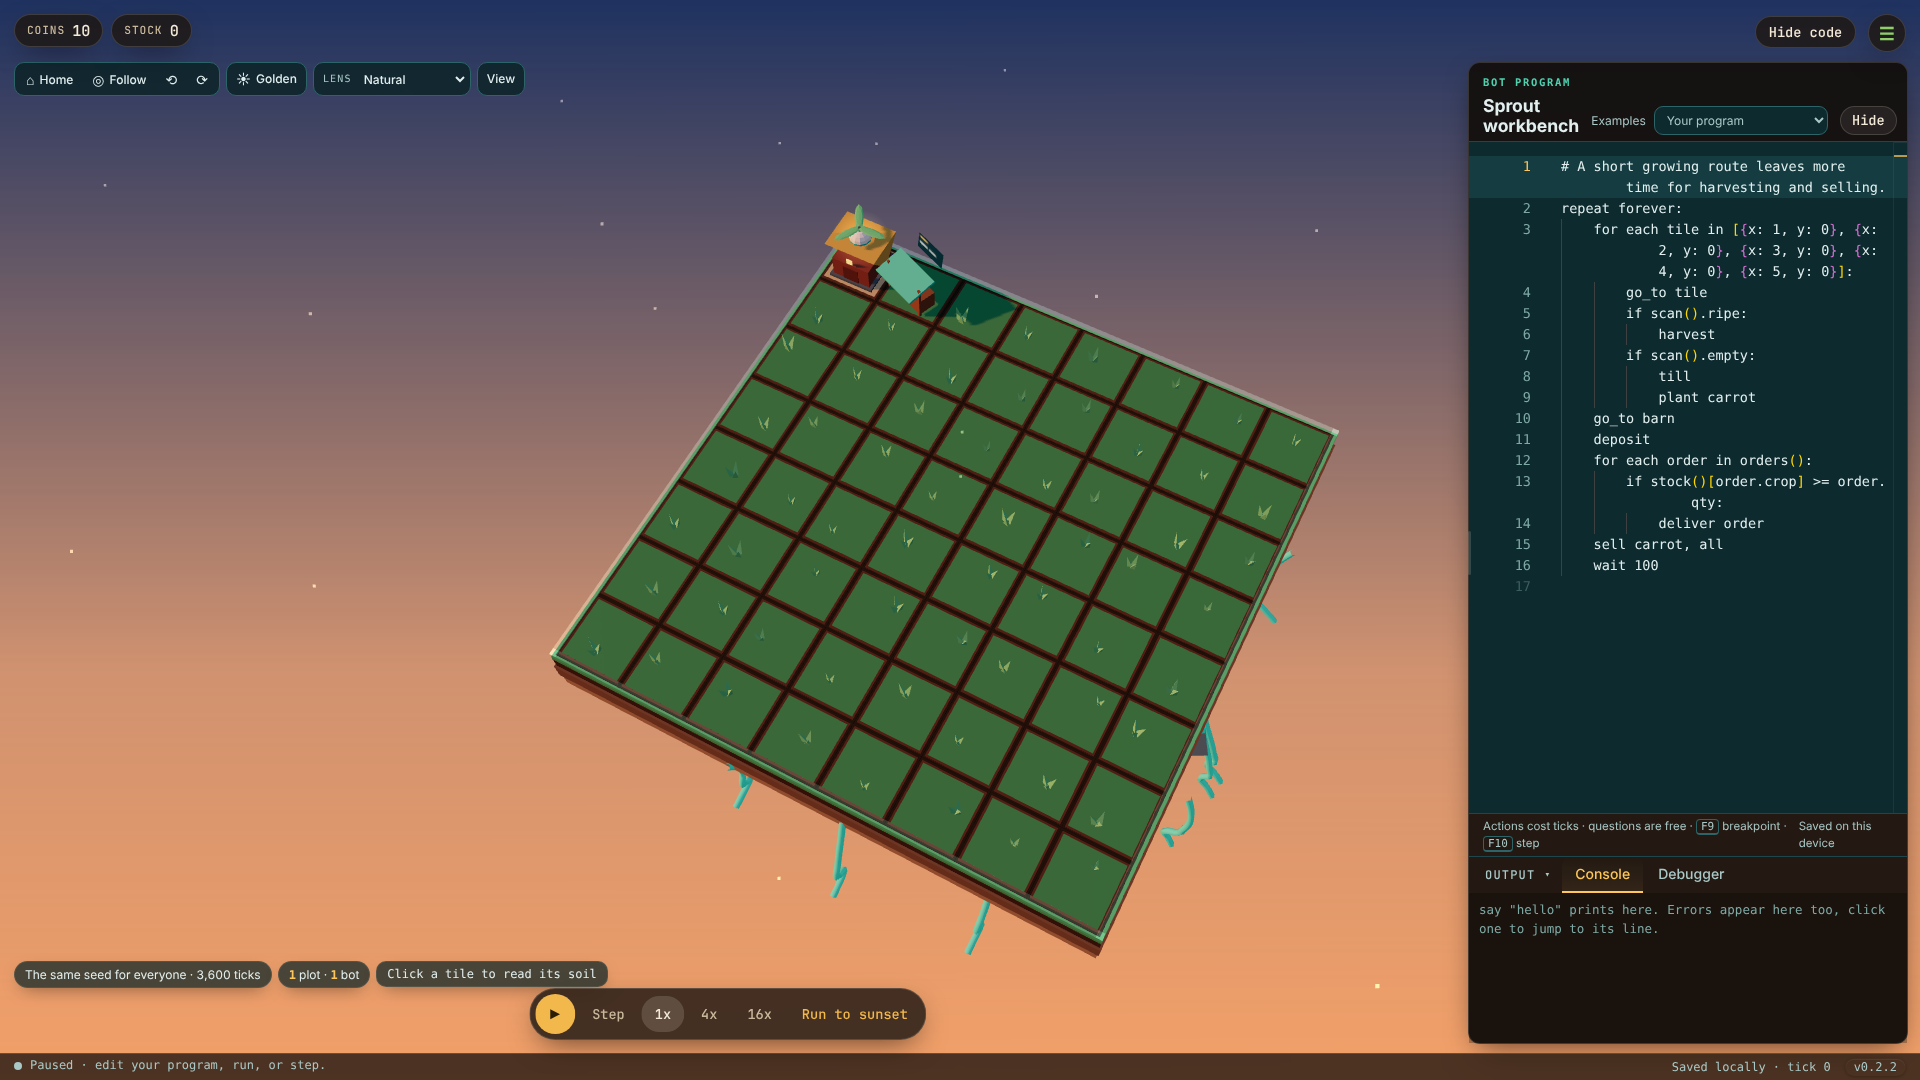 COINS 10
STOCK 0
Hide code
Home
Follow
Golden
LENS Natural
View
BOT PROGRAM
Sprout
workbench
Examples
Your program
Hide
1 # A short growing route leaves more
time for harvesting and selling.
2 repeat forever:
3 for each tile in [{x: 1, y: 0}, {x:
2, y: 0}, {x: 3, y: 0}, {x:
4, y: 0}, {x: 5, y: 0}]:
4 go_to tile
5 if scan().ripe:
6 harvest
7 if scan().empty:
8 till
9 plant carrot
10 go_to barn
11 deposit
12 for each order in orders():
13 if stock()[order.crop] >= order.
qty:
14 deliver order
15 sell carrot, all
16 wait 100
17
Actions cost ticks · questions are free · F9 breakpoint ·
F10 step
Saved on this
device
OUTPUT
Console
Debugger
say "hello" prints here. Errors appear here too, click
one to jump to its line.
The same seed for everyone · 3,600 ticks
1 plot · 1 bot
Click a tile to read its soil
Step
1x
4x
16x
Run to sunset
Paused · edit your program, run, or step.
Saved locally · tick 0
v0.2.2